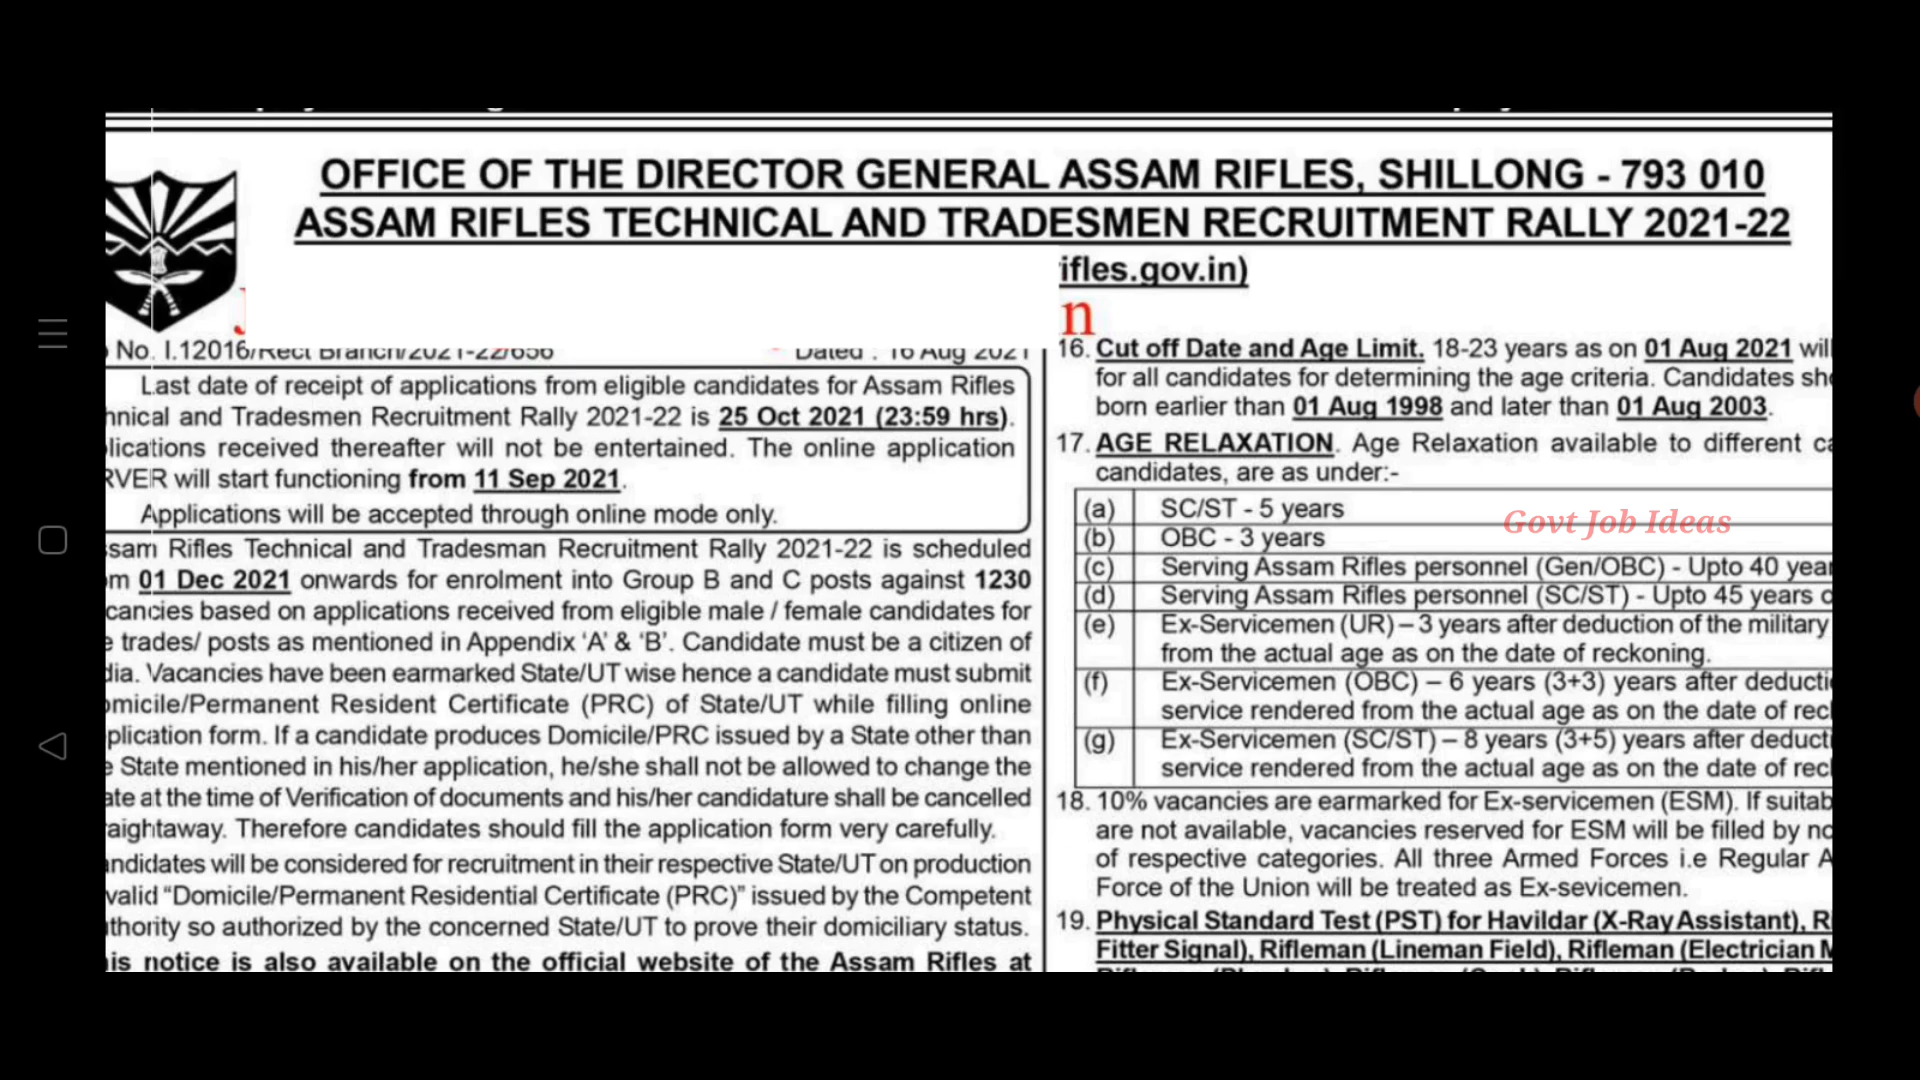 OFFICE OF THE DIRECTOR GENERAL ASSAM RIFLES, SHILLONG - 793 010
ASSAM RIFLES TECHNICAL AND TRADESMEN RECRUITMENT RALLY 2021-22
ifles.gov.in)
n
No. I.12016/Rect Branch/2021-22/656 Dated : 16 Aug 2021
Last date of receipt of applications from eligible candidates for Assam Rifles
hnical and Tradesmen Recruitment Rally 2021-22 is 25 Oct 2021 (23:59 hrs).
lications received thereafter will not be entertained. The online application
RVER will start functioning from 11 Sep 2021.
Applications will be accepted through online mode only.
ssam Rifles Technical and Tradesman Recruitment Rally 2021-22 is scheduled
m 01 Dec 2021 onwards for enrolment into Group B and C posts against 1230
cancies based on applications received from eligible male / female candidates for
e trades/ posts as mentioned in Appendix ‘A’ & ‘B’. Candidate must be a citizen of
dia. Vacancies have been earmarked State/UT wise hence a candidate must submit
omicile/Permanent Resident Certificate (PRC) of State/UT while filling online
plication form. If a candidate produces Domicile/PRC issued by a State other than
e State mentioned in his/her application, he/she shall not be allowed to change the
ate at the time of Verification of documents and his/her candidature shall be cancelled
raightaway. Therefore candidates should fill the application form very carefully.
andidates will be considered for recruitment in their respective State/UT on production
valid “Domicile/Permanent Residential Certificate (PRC)” issued by the Competent
thority so authorized by the concerned State/UT to prove their domiciliary status.
is notice is also available on the official website of the Assam Rifles at
16. Cut off Date and Age Limit. 18-23 years as on 01 Aug 2021 will
for all candidates for determining the age criteria. Candidates sh
born earlier than 01 Aug 1998 and later than 01 Aug 2003.
17. AGE RELAXATION. Age Relaxation available to different ca
candidates, are as under:-
(a) SC/ST - 5 years
Govt Job Ideas
(b) OBC - 3 years
(c) Serving Assam Rifles personnel (Gen/OBC) - Upto 40 year
(d) Serving Assam Rifles personnel (SC/ST) - Upto 45 years o
(e) Ex-Servicemen (UR) – 3 years after deduction of the military
from the actual age as on the date of reckoning.
(f) Ex-Servicemen (OBC) – 6 years (3+3) years after deducti
service rendered from the actual age as on the date of recl
(g) Ex-Servicemen (SC/ST) – 8 years (3+5) years after deducti
service rendered from the actual age as on the date of recl
18. 10% vacancies are earmarked for Ex-servicemen (ESM). If suitab
are not available, vacancies reserved for ESM will be filled by no
of respective categories. All three Armed Forces i.e Regular A
Force of the Union will be treated as Ex-sevicemen.
19. Physical Standard Test (PST) for Havildar (X-Ray Assistant), R
Fitter Signal), Rifleman (Lineman Field), Rifleman (Electrician M